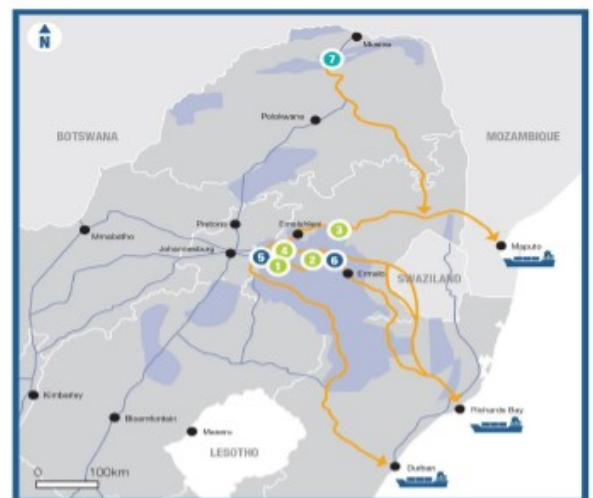 N
Musina
7
Polokwane
BOTSWANA
MOZAMBIQUE
Mmabatho
Pretoria
Emalahleni
3
Johannesburg
4
5
1
2
6
Ermelo
Maputo
SWAZILAND
Kimberley
Bloemfontein
Maseru
LESOTHO
Richards Bay
Durban
0
100km